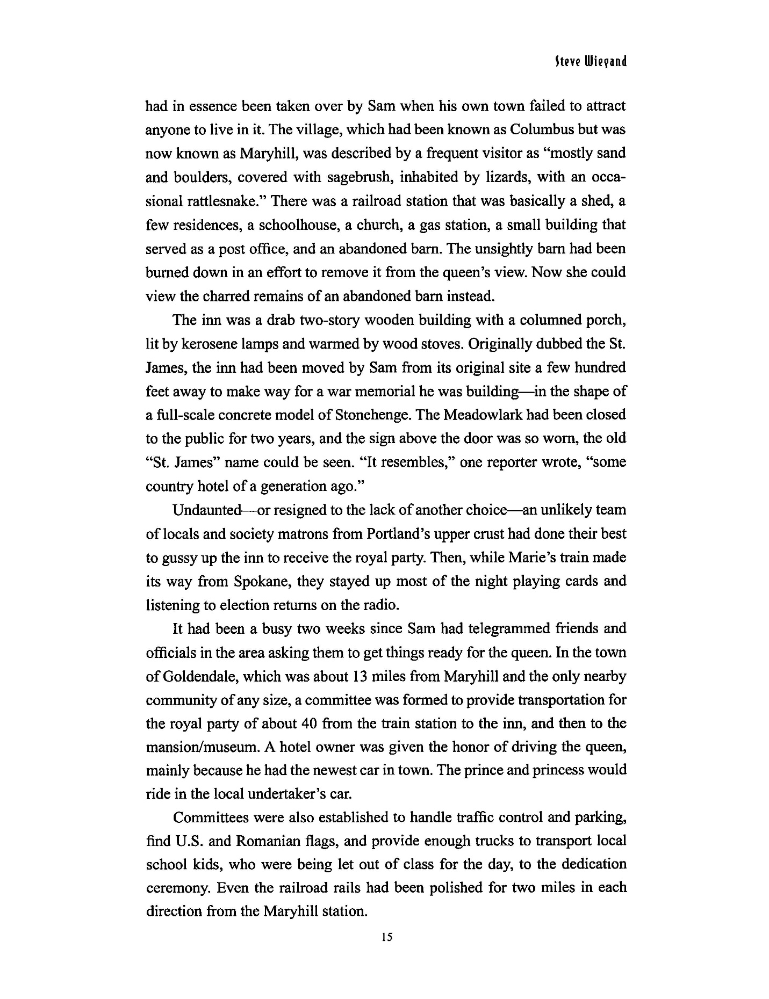 Steve Wiegand
had in essence been taken over by Sam when his own town failed to attract
anyone to live in it. The village, which had been known as Columbus but was
now known as Maryhill, was described by a frequent visitor as “mostly sand
and boulders, covered with sagebrush, inhabited by lizards, with an occa-
sional rattlesnake.” There was a railroad station that was basically a shed, a
few residences, a schoolhouse, a church, a gas station, a small building that
served as a post office, and an abandoned barn. The unsightly barn had been
burned down in an effort to remove it from the queen’s view. Now she could
view the charred remains of an abandoned barn instead.
The inn was a drab two-story wooden building with a columned porch,
lit by kerosene lamps and warmed by wood stoves. Originally dubbed the St.
James, the inn had been moved by Sam from its original site a few hundred
feet away to make way for a war memorial he was building—in the shape of
a full-scale concrete model of Stonehenge. The Meadowlark had been closed
to the public for two years, and the sign above the door was so worn, the old
“St. James” name could be seen. “It resembles,” one reporter wrote, “some
country hotel of a generation ago.”
Undaunted—or resigned to the lack of another choice—an unlikely team
of locals and society matrons from Portland’s upper crust had done their best
to gussy up the inn to receive the royal party. Then, while Marie’s train made
its way from Spokane, they stayed up most of the night playing cards and
listening to election returns on the radio.
It had been a busy two weeks since Sam had telegrammed friends and
officials in the area asking them to get things ready for the queen. In the town
of Goldendale, which was about 13 miles from Maryhill and the only nearby
community of any size, a committee was formed to provide transportation for
the royal party of about 40 from the train station to the inn, and then to the
mansion/museum. A hotel owner was given the honor of driving the queen,
mainly because he had the newest car in town. The prince and princess would
ride in the local undertaker’s car.
Committees were also established to handle traffic control and parking,
find U.S. and Romanian flags, and provide enough trucks to transport local
school kids, who were being let out of class for the day, to the dedication
ceremony. Even the railroad rails had been polished for two miles in each
direction from the Maryhill station.
15